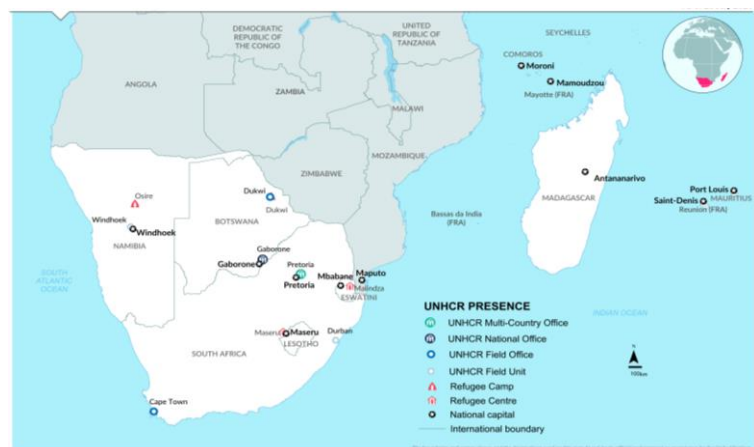 DEMOCRATIC
REPUBLIC OF
THE CONGO
UNITED
REPUBLIC OF
TANZANIA
SEYCHELLES
COMOROS
Moroni
Mamoudzou
Mayotte (FRA)
ANGOLA
ZAMBIA
MALAWI
MOZAMBIQUE
ZIMBABWE
Antananarivo
MADAGASCAR
Port Louis
MAURITIUS
Saint-Denis
Reunion (FRA)
Bassas da India
(FRA)
Osire
Dukwi
Dukwi
Windhoek
Windhoek
NAMIBIA
BOTSWANA
Gaborone
Gaborone
Pretoria
Pretoria
Mbabane
Maputo
Malindza
ESWATINI
SOUTH
ATLANTIC
OCEAN
INDIAN OCEAN
Maseru
Maseru
LESOTHO
Durban
SOUTH AFRICA
Cape Town
UNHCR PRESENCE
UNHCR Multi-Country Office
UNHCR National Office
UNHCR Field Office
UNHCR Field Unit
Refugee Camp
Refugee Centre
National capital
International boundary
N
100km